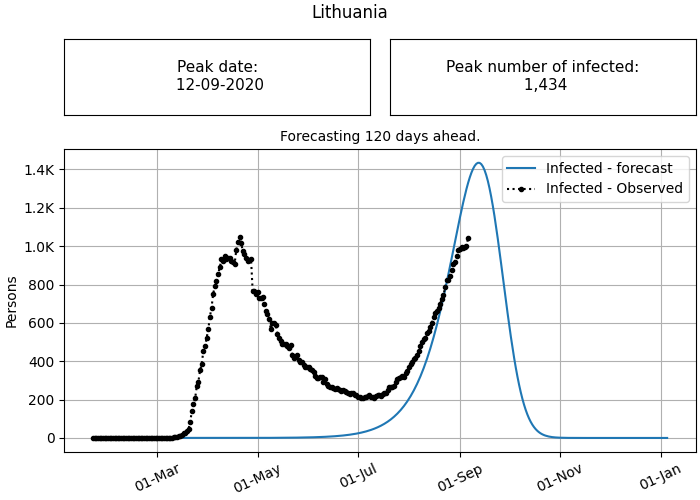 Lithuania
Peak date:
12-09-2020
Peak number of infected:
1,434
Forecasting 120 days ahead.
Infected - forecast
Infected - Observed
Persons
1.4K
1.2K
1.0K
800
600
400
200
0
01-Mar
01-May
01-Jul
01-Sep
01-Nov
01-Jan